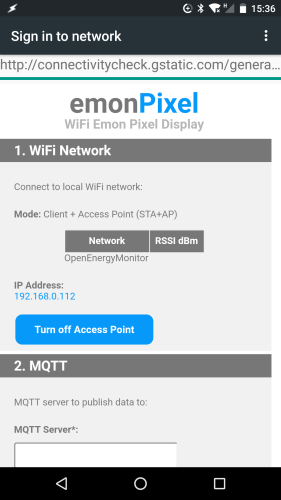 15:36
Sign in to network
http://connectivitycheck.gstatic.com/genera...
emonPixel
WiFi Emon Pixel Display
1. WiFi Network
Connect to local WiFi network:
Mode: Client + Access Point (STA+AP)
Network RSSI dBm
OpenEnergyMonitor
IP Address:
192.168.0.112
Turn off Access Point
2. MQTT
MQTT server to publish data to:
MQTT Server*: